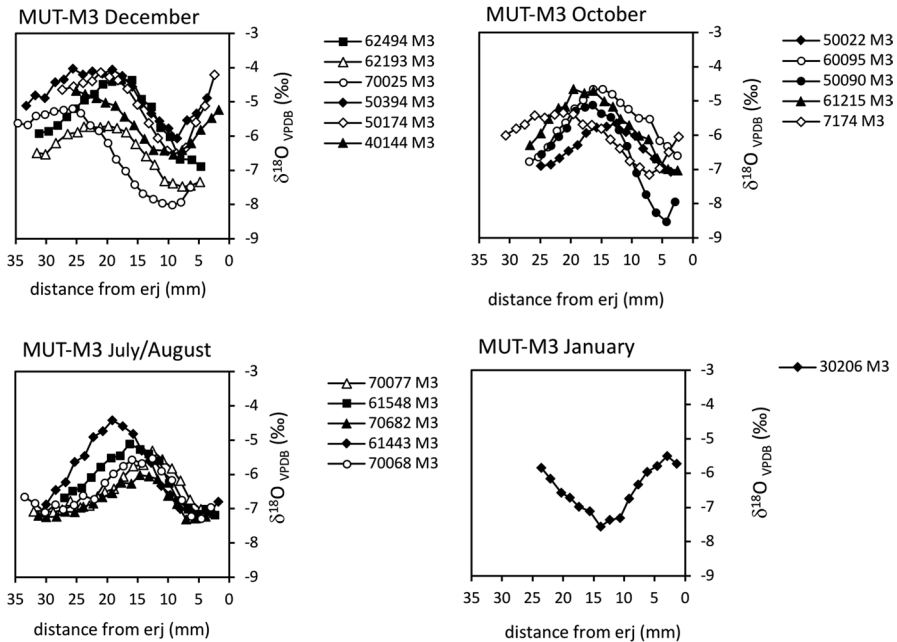 MUT-M3 December
-3
-4
-5
-6
-7
-8
-9
35 30 25 20 15 10 5 0
distance from erj (mm)
δ18O VPDB (‰)
62494 M3
62193 M3
70025 M3
50394 M3
50174 M3
40144 M3
MUT-M3 October
-3
-4
-5
-6
-7
-8
-9
35 30 25 20 15 10 5 0
distance from erj (mm)
δ18O VPDB (‰)
50022 M3
60095 M3
50090 M3
61215 M3
7174 M3
MUT-M3 July/August
-3
-4
-5
-6
-7
-8
-9
35 30 25 20 15 10 5 0
distance from erj (mm)
δ18O VPDB (‰)
70077 M3
61548 M3
70682 M3
61443 M3
70068 M3
MUT-M3 January
-3
-4
-5
-6
-7
-8
-9
35 30 25 20 15 10 5 0
distance from erj (mm)
δ18O VPDB (‰)
30206 M3